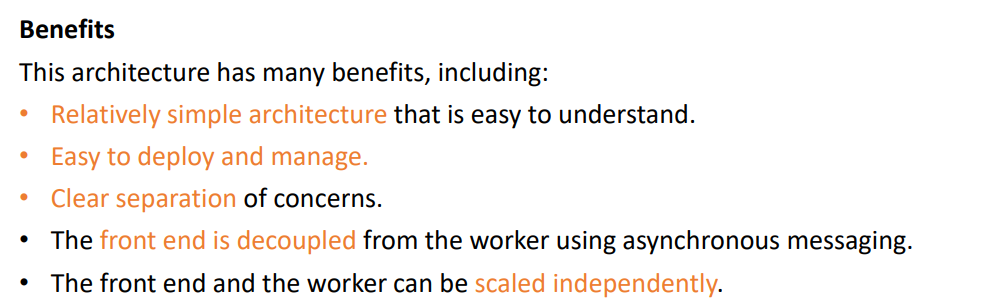 Benefits
This architecture has many benefits, including:
• Relatively simple architecture that is easy to understand.
• Easy to deploy and manage.
• Clear separation of concerns.
• The front end is decoupled from the worker using asynchronous messaging.
• The front end and the worker can be scaled independently.